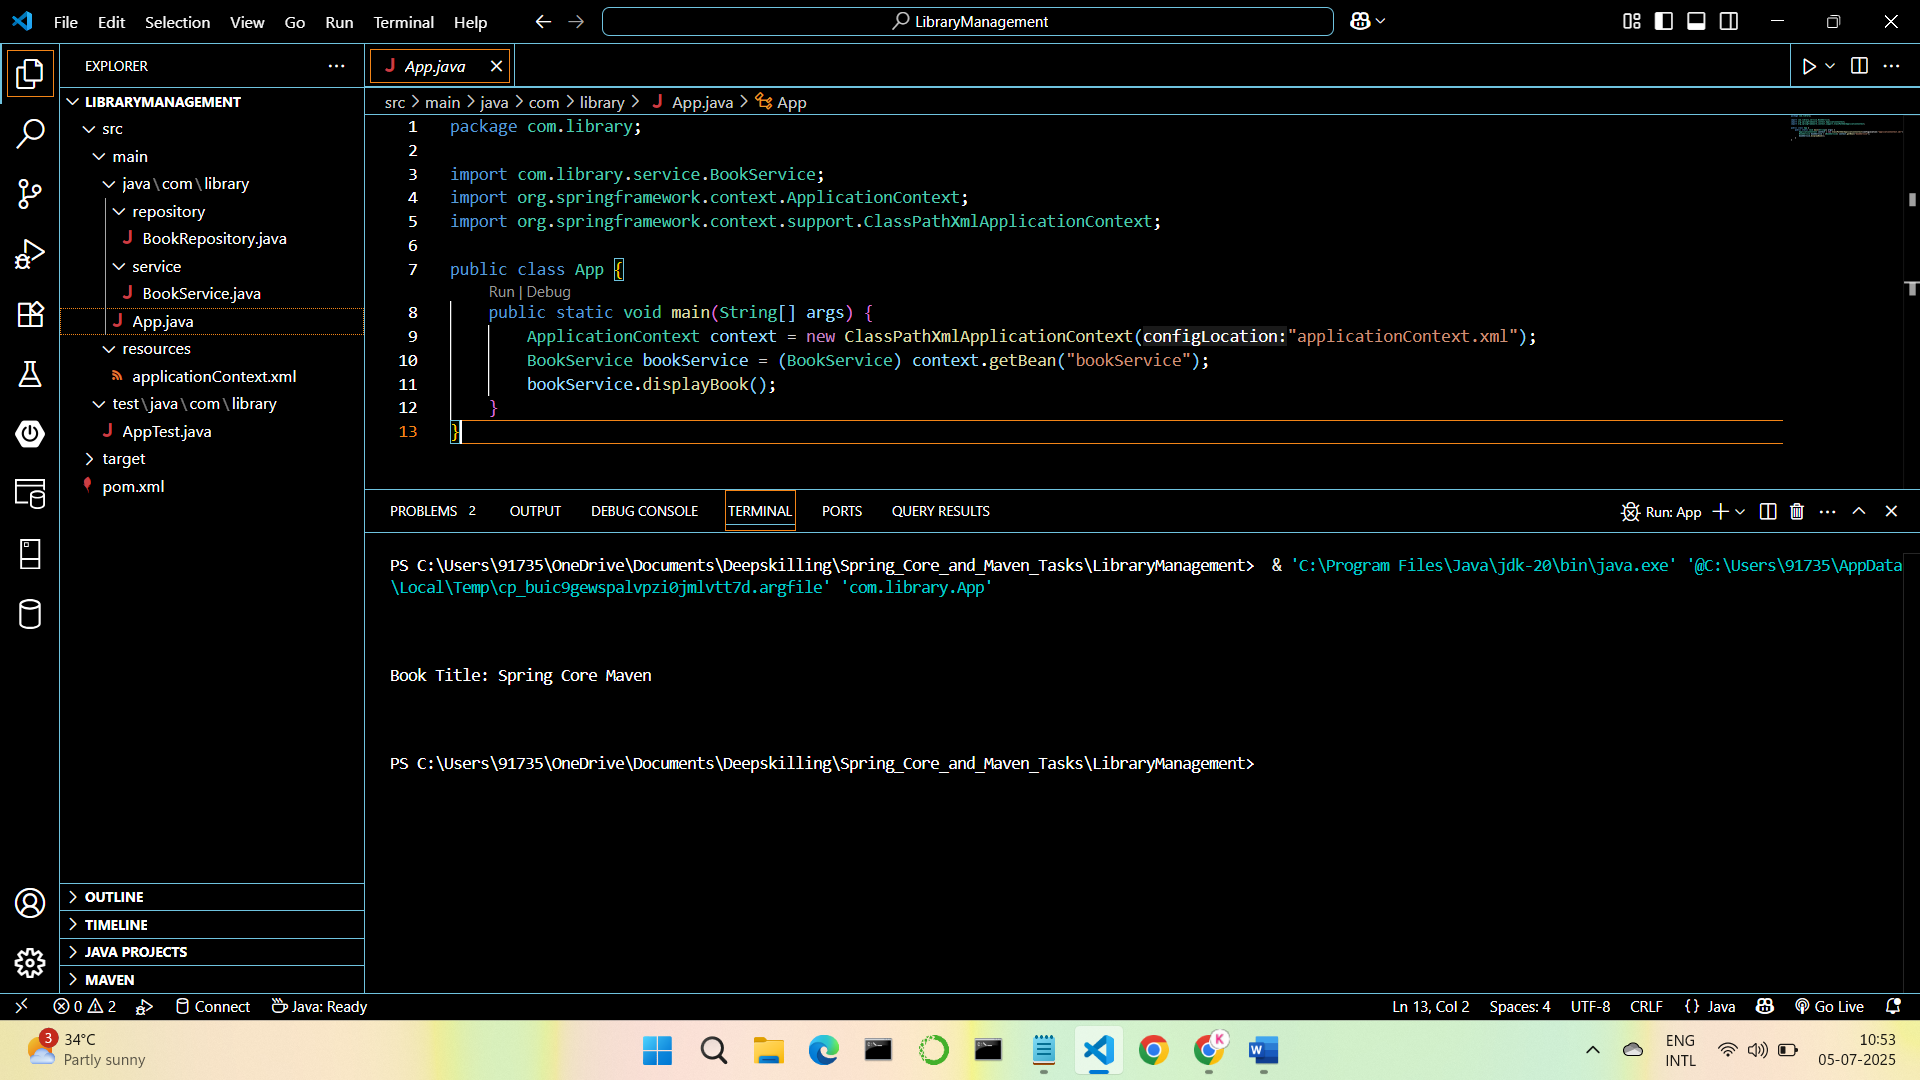 File Edit Selection View Go Run Terminal Help
LibraryManagement
EXPLORER
LIBRARYMANAGEMENT
src
main
java\com\library
repository
BookRepository.java
service
BookService.java
App.java
resources
applicationContext.xml
test\java\com\library
AppTest.java
target
pom.xml
OUTLINE
TIMELINE
JAVA PROJECTS
MAVEN
App.java
src > main > java > com > library > App.java > App
1 package com.library;
2
3 import com.library.service.BookService;
4 import org.springframework.context.ApplicationContext;
5 import org.springframework.context.support.ClassPathXmlApplicationContext;
6
7 public class App {
Run | Debug
8 public static void main(String[] args) {
9 ApplicationContext context = new ClassPathXmlApplicationContext(configLocation:"applicationContext.xml");
10 BookService bookService = (BookService) context.getBean("bookService");
11 bookService.displayBook();
12 }
13 }
PROBLEMS 2 OUTPUT DEBUG CONSOLE TERMINAL PORTS QUERY RESULTS
Run: App
PS C:\Users\91735\OneDrive\Documents\Deepskilling\Spring_Core_and_Maven_Tasks\LibraryManagement> & 'C:\Program Files\Java\jdk-20\bin\java.exe' '@C:\Users\91735\AppData
\Local\Temp\cp_buic9gewspalvpzi0jmlvtt7d.argfile' 'com.library.App'
Book Title: Spring Core Maven
PS C:\Users\91735\OneDrive\Documents\Deepskilling\Spring_Core_and_Maven_Tasks\LibraryManagement>
0 2 Connect Java: Ready
Ln 13, Col 2 Spaces: 4 UTF-8 CRLF {} Java Go Live
3
34°C
Partly sunny
K
ENG
INTL
10:53
05-07-2025